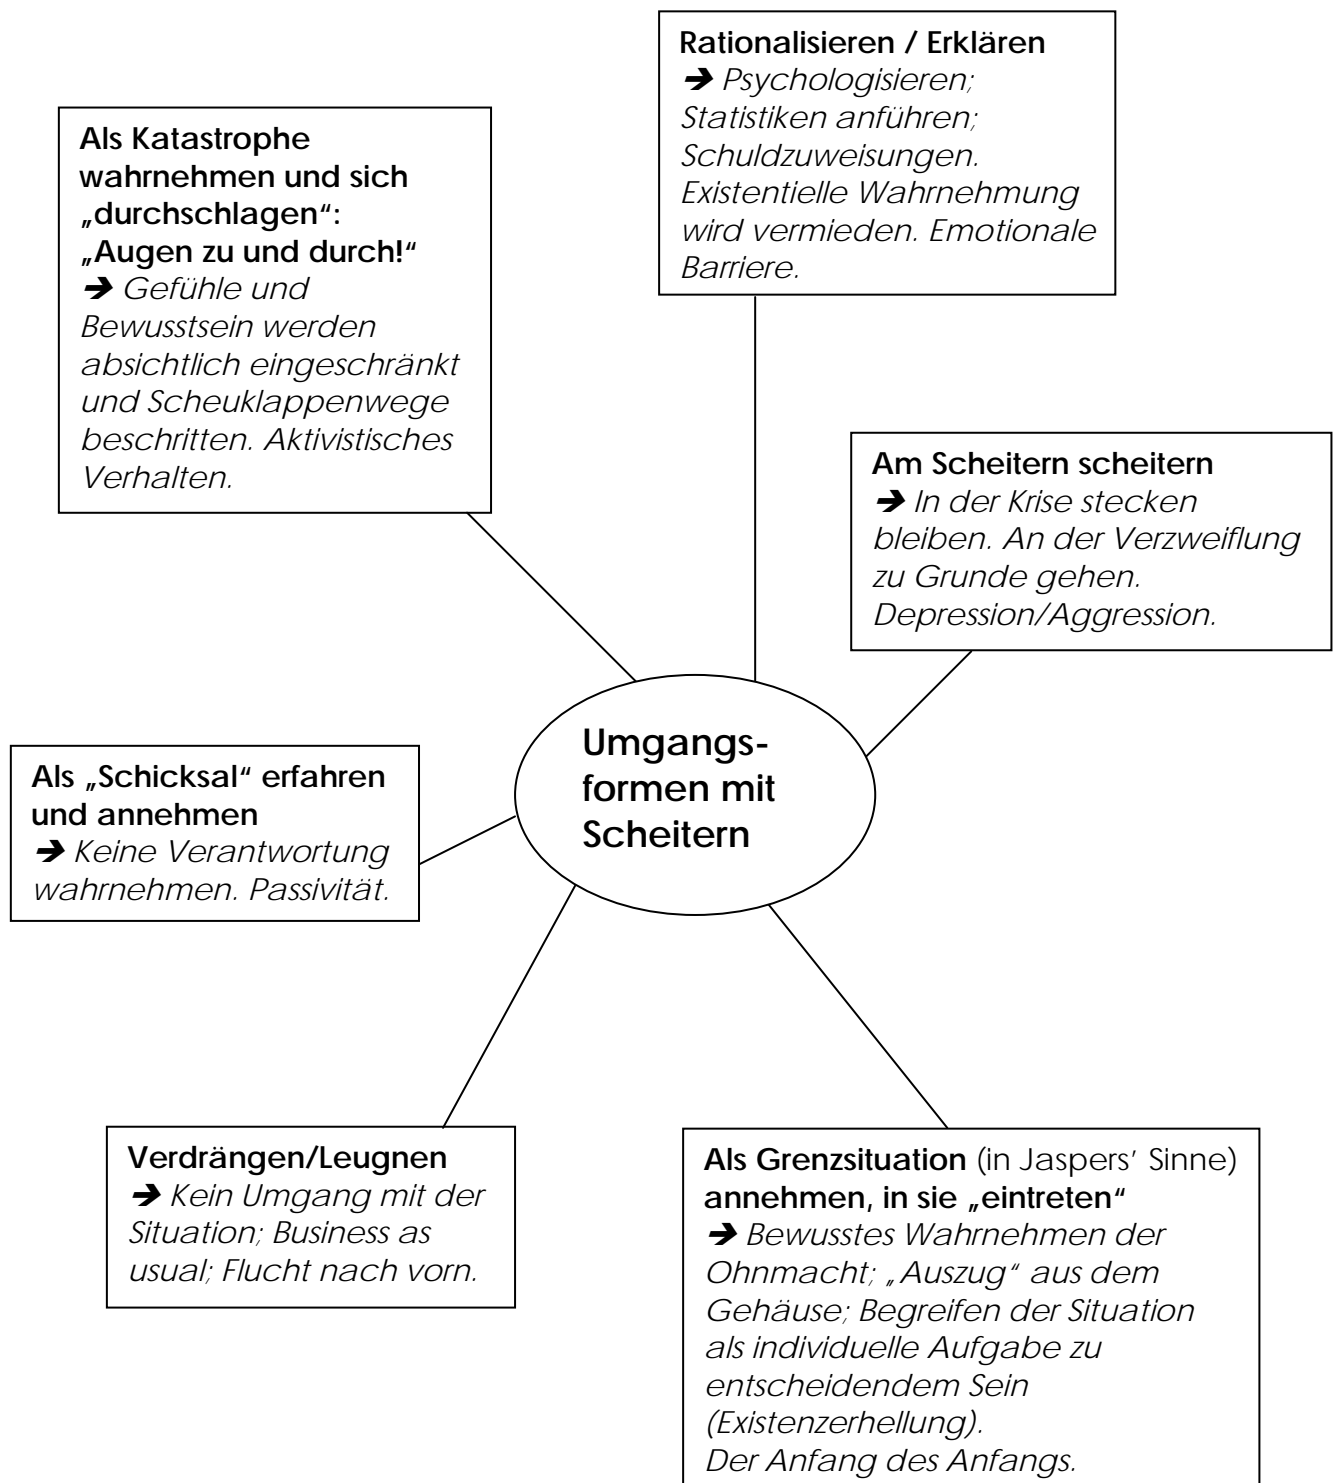 Rationalisieren / Erklären
➔ Psychologisieren;
Statistiken anführen;
Schuldzuweisungen.
Existentielle Wahrnehmung
wird vermieden. Emotionale
Barriere.
Als Katastrophe
wahrnehmen und sich
„durchschlagen“:
„Augen zu und durch!“
➔ Gefühle und
Bewusstsein werden
absichtlich eingeschränkt
und Scheuklappenwege
beschritten. Aktivistisches
Verhalten.
Am Scheitern scheitern
➔ In der Krise stecken
bleiben. An der Verzweiflung
zu Grunde gehen.
Depression/Aggression.
Umgangs-
formen mit
Scheitern
Als „Schicksal“ erfahren
und annehmen
➔ Keine Verantwortung
wahrnehmen. Passivität.
Verdrängen/Leugnen
➔ Kein Umgang mit der
Situation; Business as
usual; Flucht nach vorn.
Als Grenzsituation (in Jaspers’ Sinne)
annehmen, in sie „eintreten“
➔ Bewusstes Wahrnehmen der
Ohnmacht; „Auszug“ aus dem
Gehäuse; Begreifen der Situation
als individuelle Aufgabe zu
entscheidendem Sein
(Existenzerhellung).
Der Anfang des Anfangs.